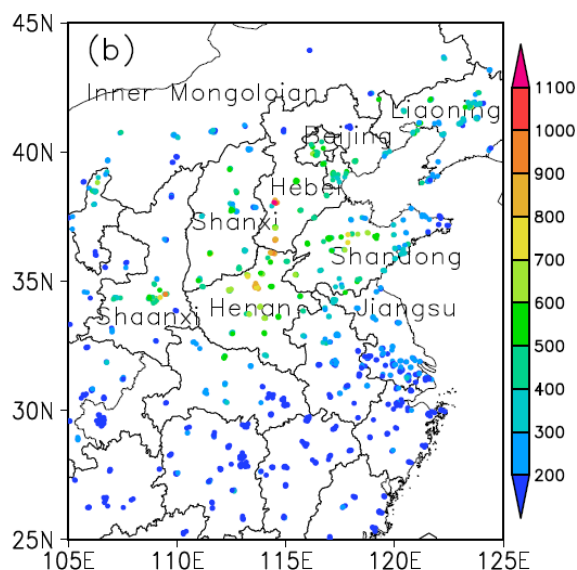 45N
(b)
Inner Mongoloian
Liaoning
1100
1000
Beijing
40N
900
Hebei
800
Shanxi
700
Shandong
35N
600
Shaanxi
Henan
Jiangsu
500
400
30N
300
200
25N
105E
110E
115E
120E
125E